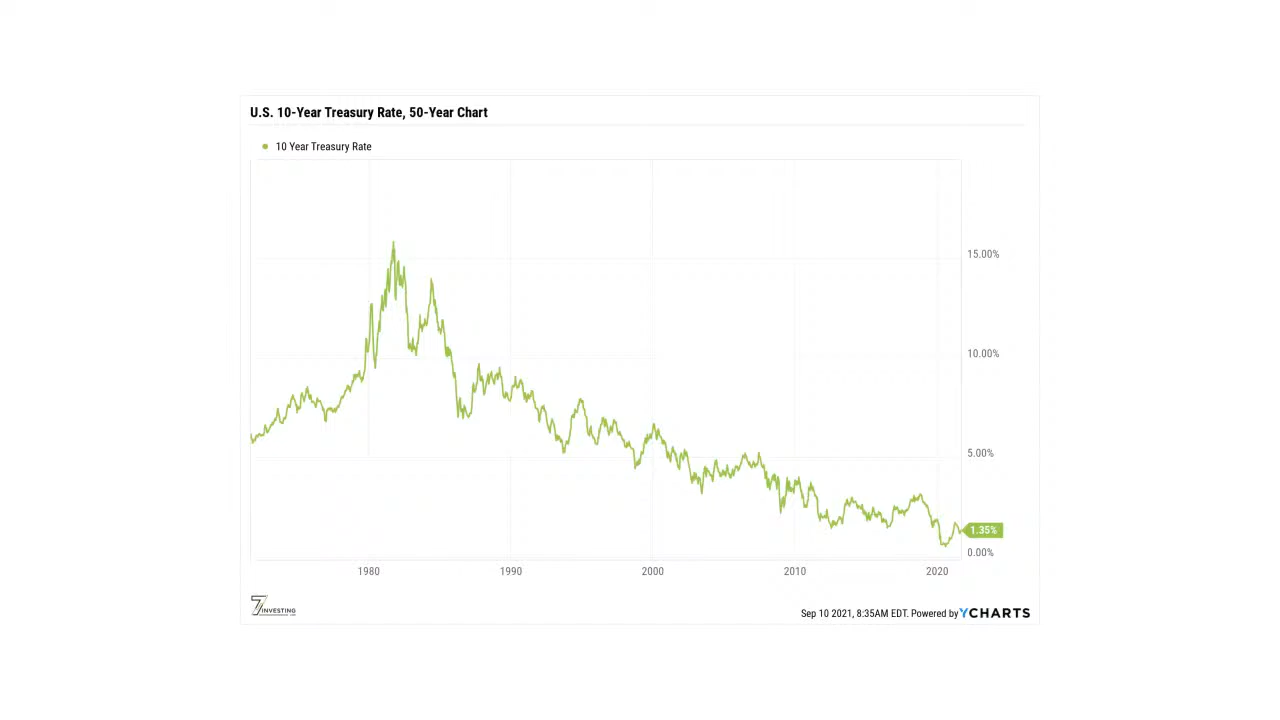 U.S. 10-Year Treasury Rate, 50-Year Chart
10 Year Treasury Rate
15.00%
10.00%
5.00%
1.35%
0.00%
1980 1990 2000 2010 2020
7INVESTING
Sep 10 2021, 8:35AM EDT. Powered by YCHARTS